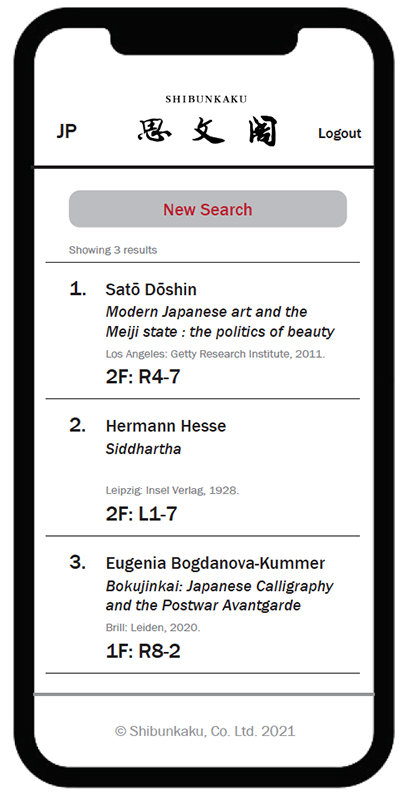 SHIBUNKAKU
JP
思文閣
Logout
New Search
Showing 3 results
1. Satō Dōshin
Modern Japanese art and the
Meiji state : the politics of beauty
Los Angeles: Getty Research Institute, 2011.
2F: R4-7
2. Hermann Hesse
Siddhartha
Leipzig: Insel Verlag, 1928.
2F: L1-7
3. Eugenia Bogdanova-Kummer
Bokujinkai: Japanese Calligraphy
and the Postwar Avantgarde
Brill: Leiden, 2020.
1F: R8-2
© Shibunkaku, Co. Ltd. 2021